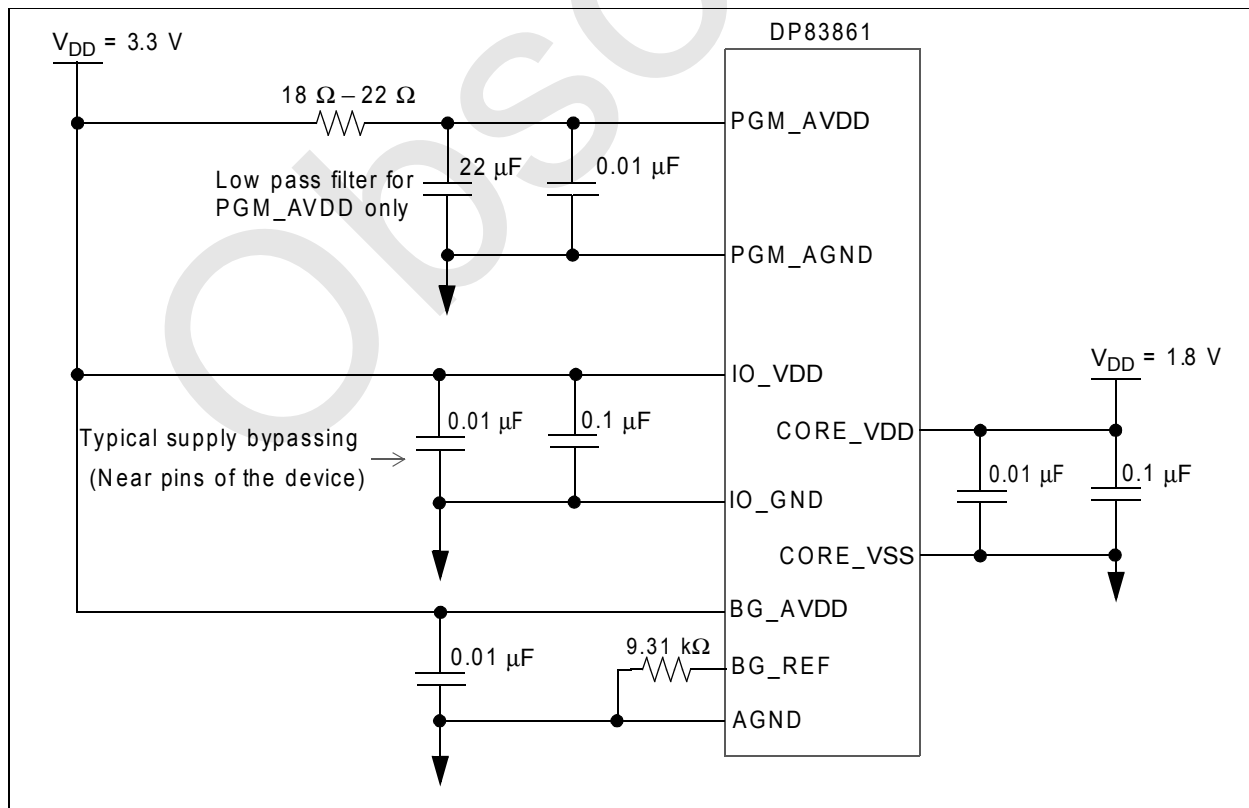 DP83861
V_DD = 3.3 V
18 Ω – 22 Ω
PGM_AVDD
22 μF
0.01 μF
Low pass filter for
PGM_AVDD only
PGM_AGND
V_DD = 1.8 V
IO_VDD
0.01 μF
0.1 μF
Typical supply bypassing
(Near pins of the device)
CORE_VDD
0.01 μF
0.1 μF
IO_GND
CORE_VSS
BG_AVDD
9.31 kΩ
0.01 μF
BG_REF
AGND